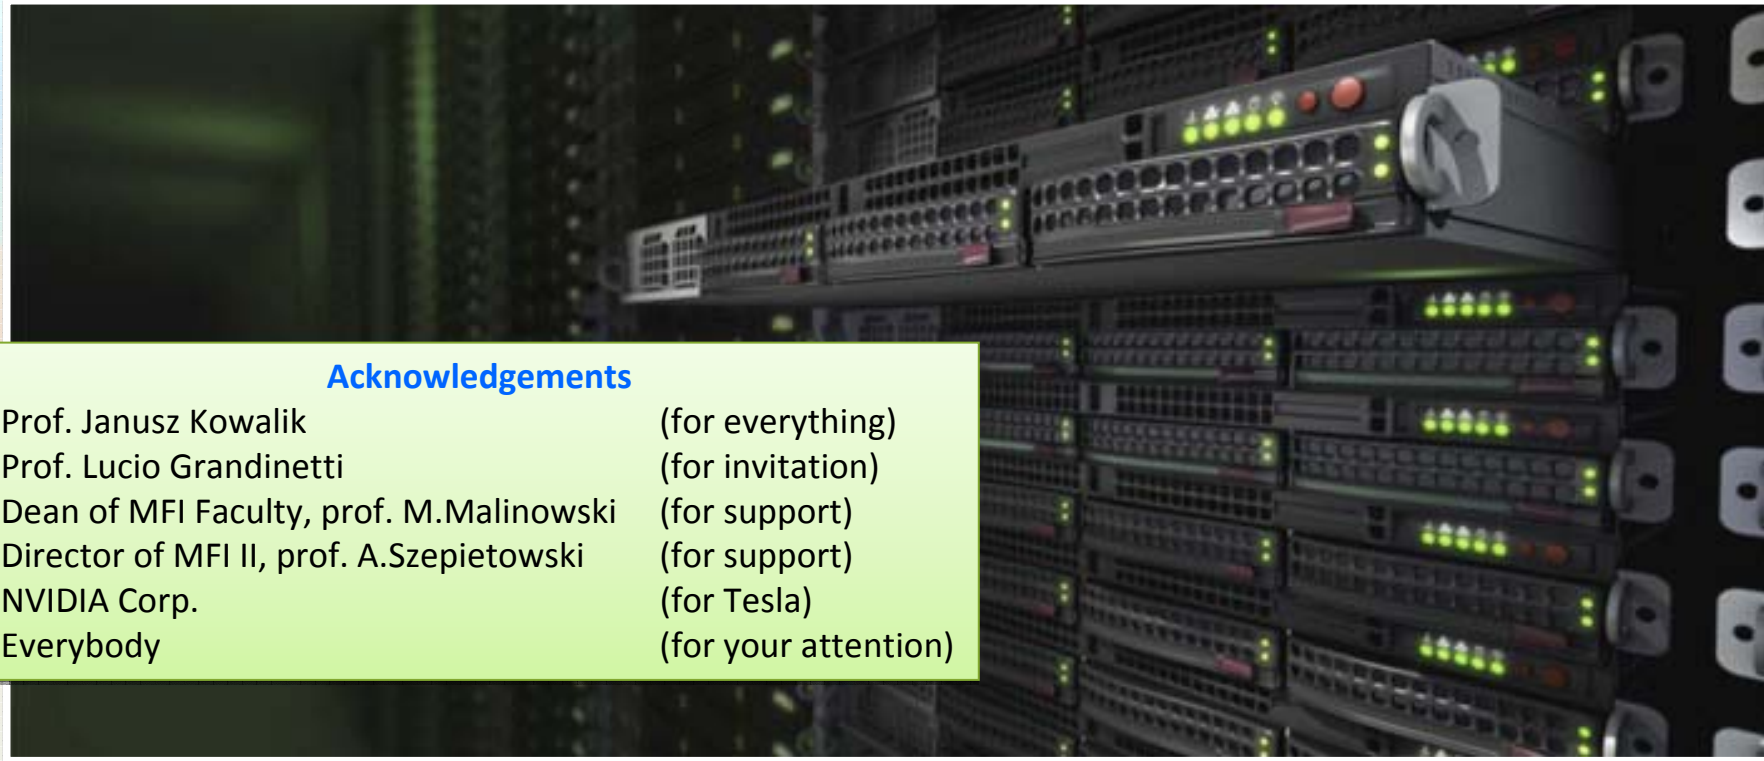 Acknowledgements
Prof. Janusz Kowalik (for everything)
Prof. Lucio Grandinetti (for invitation)
Dean of MFI Faculty, prof. M.Malinowski (for support)
Director of MFI II, prof. A.Szepietowski (for support)
NVIDIA Corp. (for Tesla)
Everybody (for your attention)